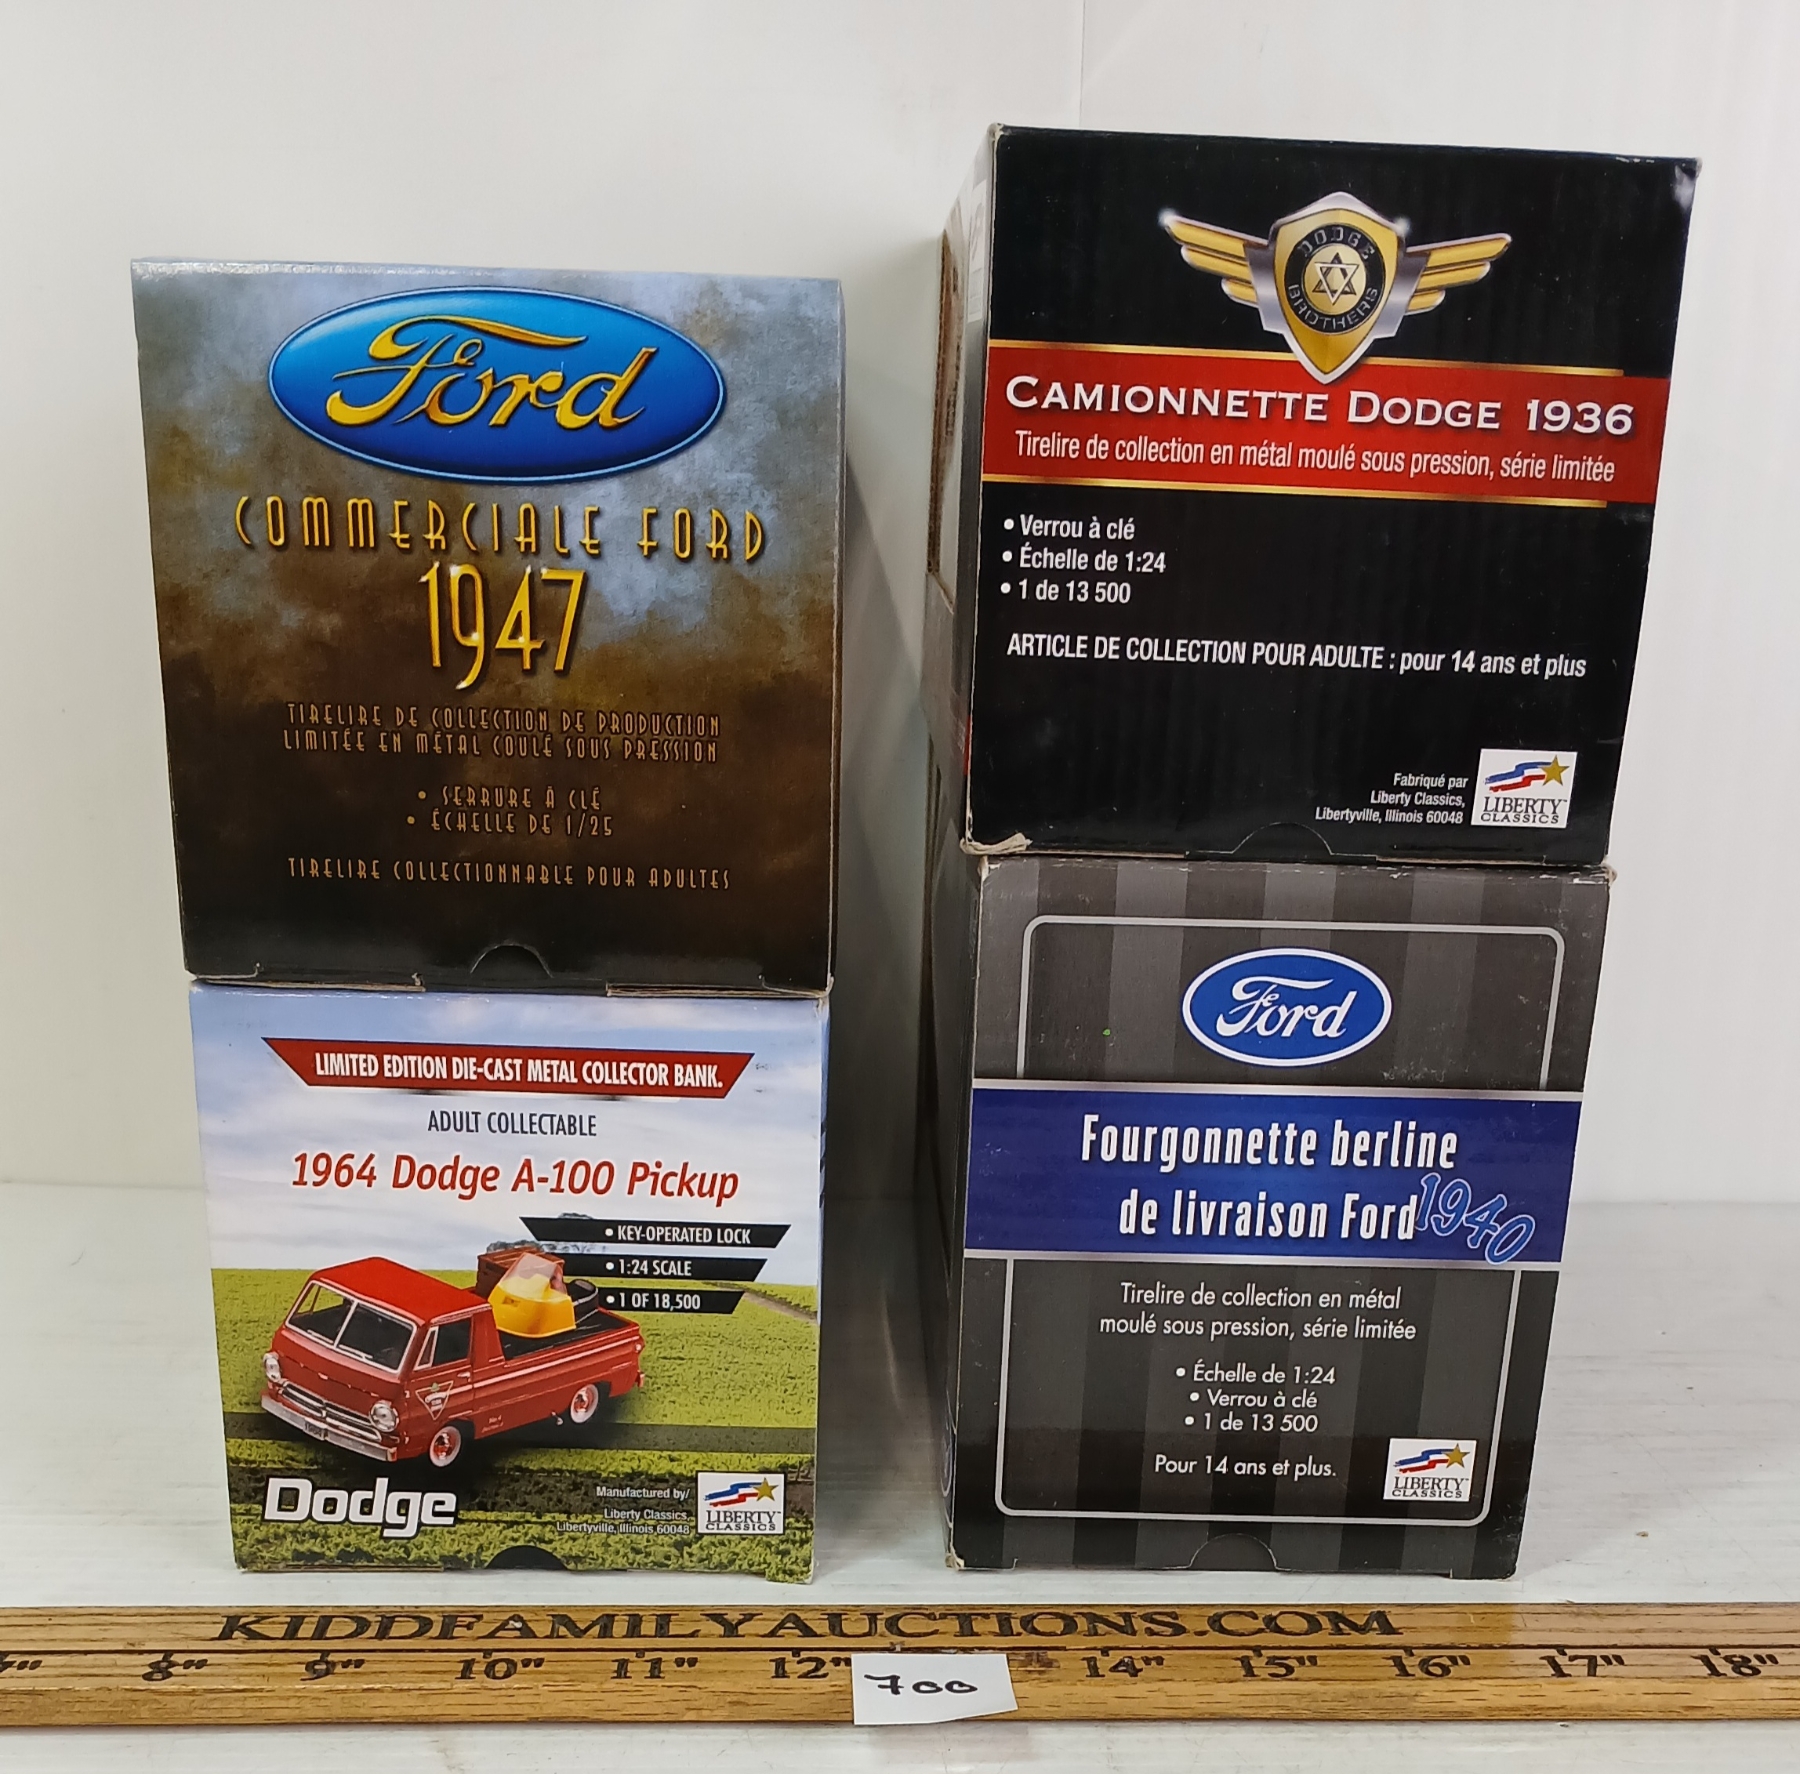 Ford
COMMERCIALE FORD
1947
TIRELIRE DE COLLECTION DE PRODUCTION
LIMITÉE EN MÉTAL COULÉ SOUS PRESSION
• SERRURE À CLÉ
• ÉCHELLE DE 1/25
TIRELIRE COLLECTIONNABLE POUR ADULTES
LIMITED EDITION DIE-CAST METAL COLLECTOR BANK.
ADULT COLLECTABLE
1964 Dodge A-100 Pickup
• KEY-OPERATED LOCK
• 1:24 SCALE
• 1 OF 18,500
Dodge
Manufactured by/
Liberty Classics,
Libertyville, Illinois 60048
LIBERTY™
CLASSICS
DODGE
BROTHERS
CAMIONNETTE DODGE 1936
Tirelire de collection en métal moulé sous pression, série limitée
• Verrou à clé
• Échelle de 1:24
• 1 de 13 500
ARTICLE DE COLLECTION POUR ADULTE : pour 14 ans et plus
Fabriqué par
Liberty Classics,
Libertyville, Illinois 60048
LIBERTY™
CLASSICS
Ford
Fourgonnette berline
de livraison Ford 1940
Tirelire de collection en métal
moulé sous pression, série limitée
• Échelle de 1:24
• Verrou à clé
• 1 de 13 500
Pour 14 ans et plus.
LIBERTY™
CLASSICS
KIDDFAMILYAUCTIONS.COM
8" 9" 10" 11" 12" 14" 15" 16" 17" 18"
700